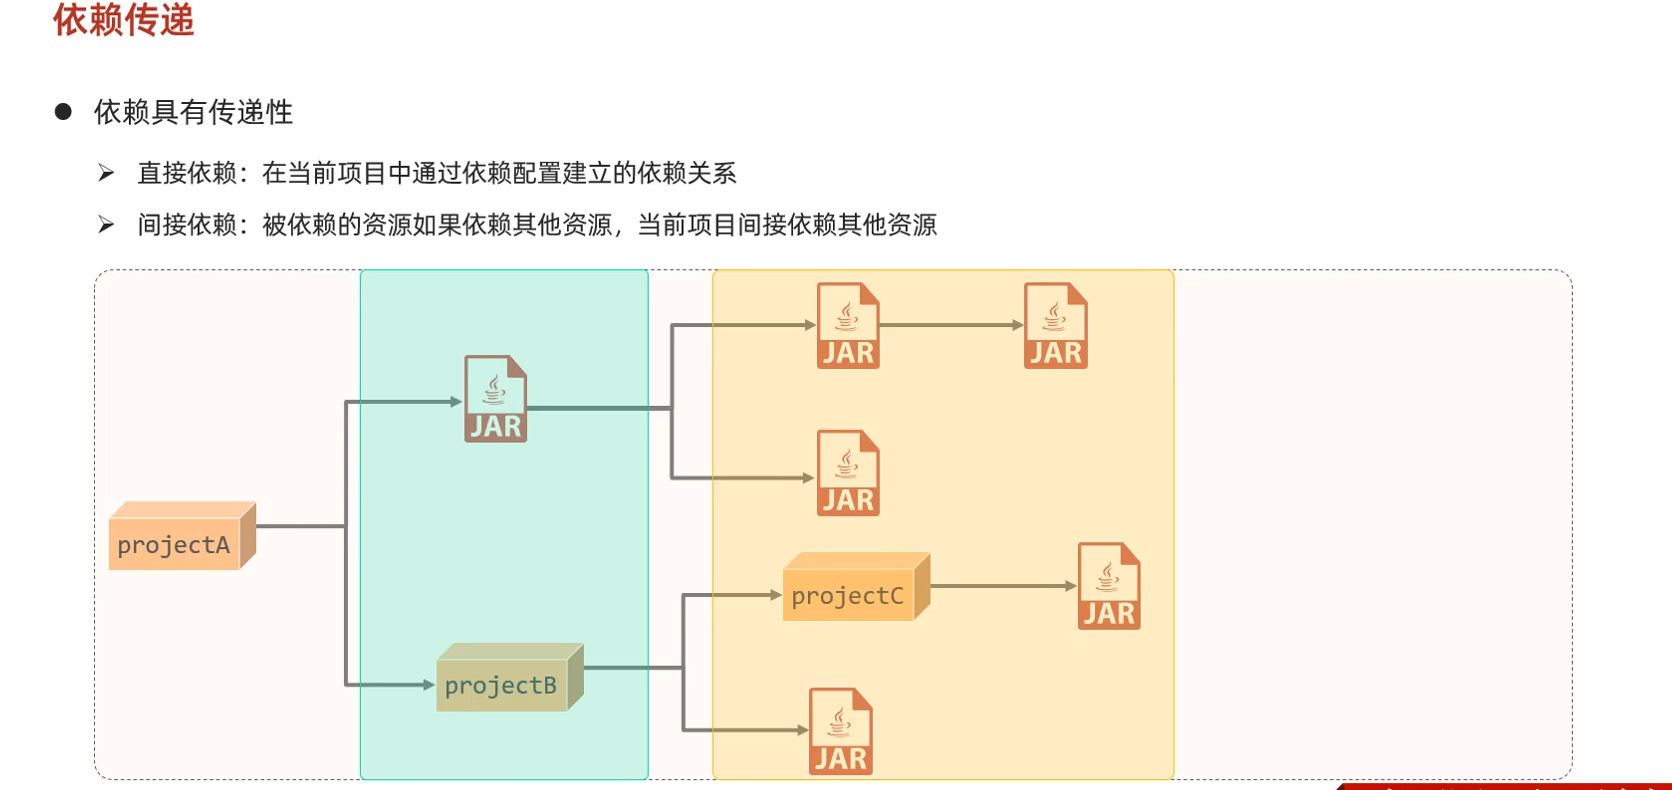 依赖传递
依赖具有传递性
直接依赖：在当前项目中通过依赖配置建立的依赖关系
间接依赖：被依赖的资源如果依赖其他资源，当前项目间接依赖其他资源
JAR
JAR
JAR
JAR
projectA
projectC
JAR
projectB
JAR